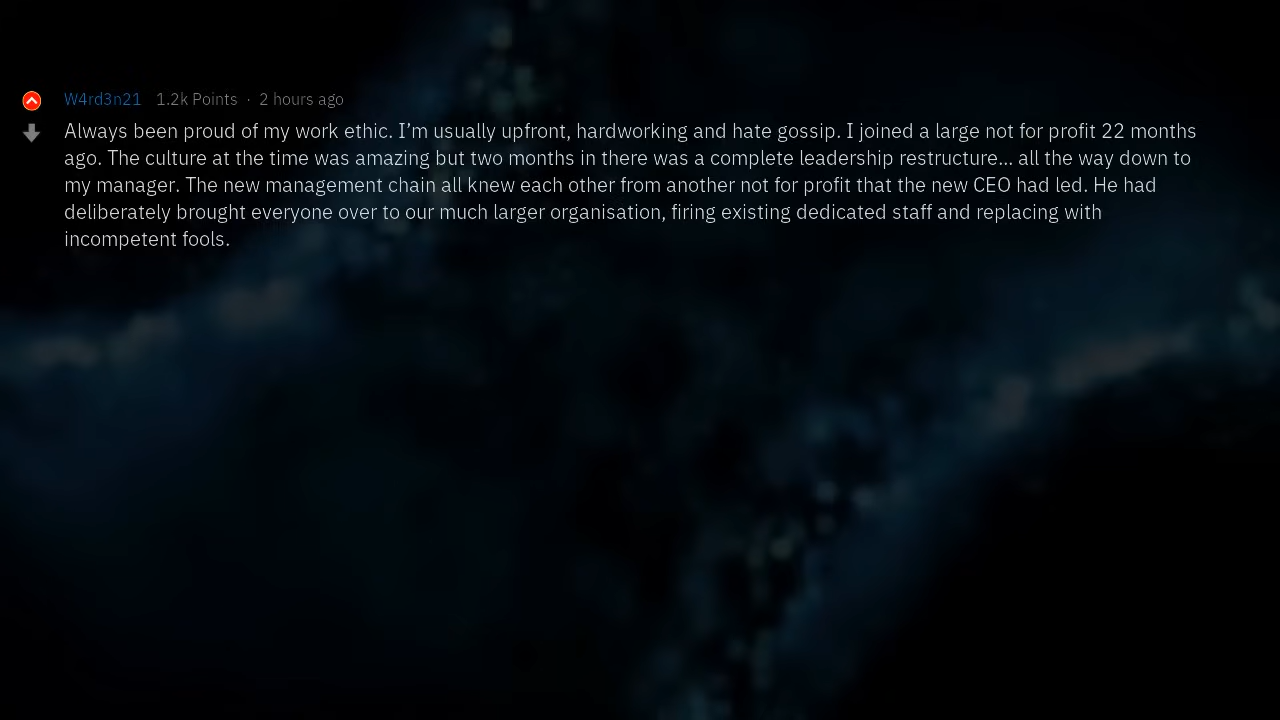 W4rd3n21 1.2k Points · 2 hours ago
Always been proud of my work ethic. I’m usually upfront, hardworking and hate gossip. I joined a large not for profit 22 months
ago. The culture at the time was amazing but two months in there was a complete leadership restructure... all the way down to
my manager. The new management chain all knew each other from another not for profit that the new CEO had led. He had
deliberately brought everyone over to our much larger organisation, firing existing dedicated staff and replacing with
incompetent fools.